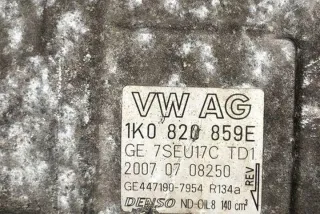 VW AG
1K0 820 859E
GE 7SEU17C TD1
2007 07 08250
GE447190-7954 R134a
DENSO ND-OIL8 140 cm³
REV